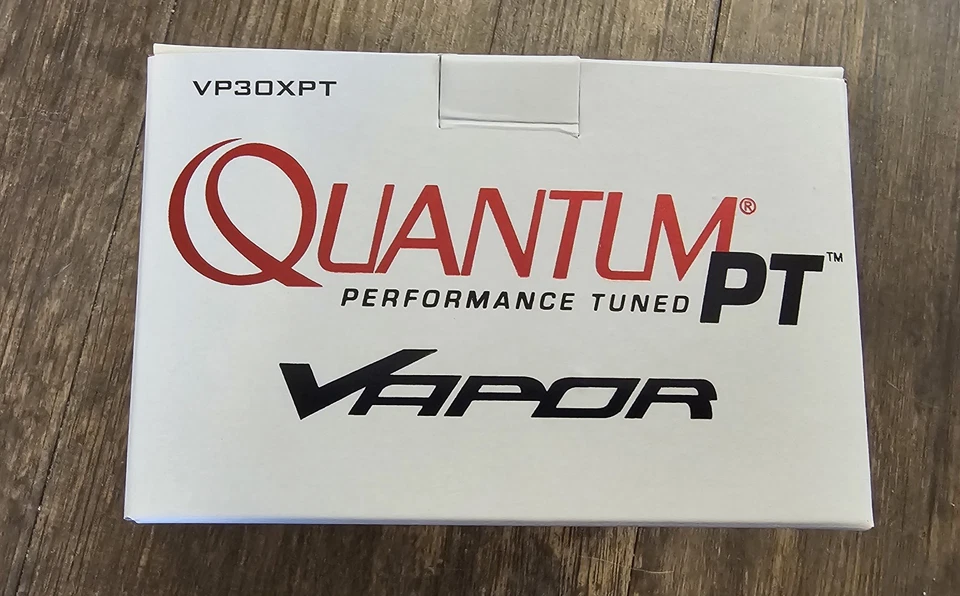 VP30XPT
QUANTUM®
PERFORMANCE TUNED PT™
VAPOR